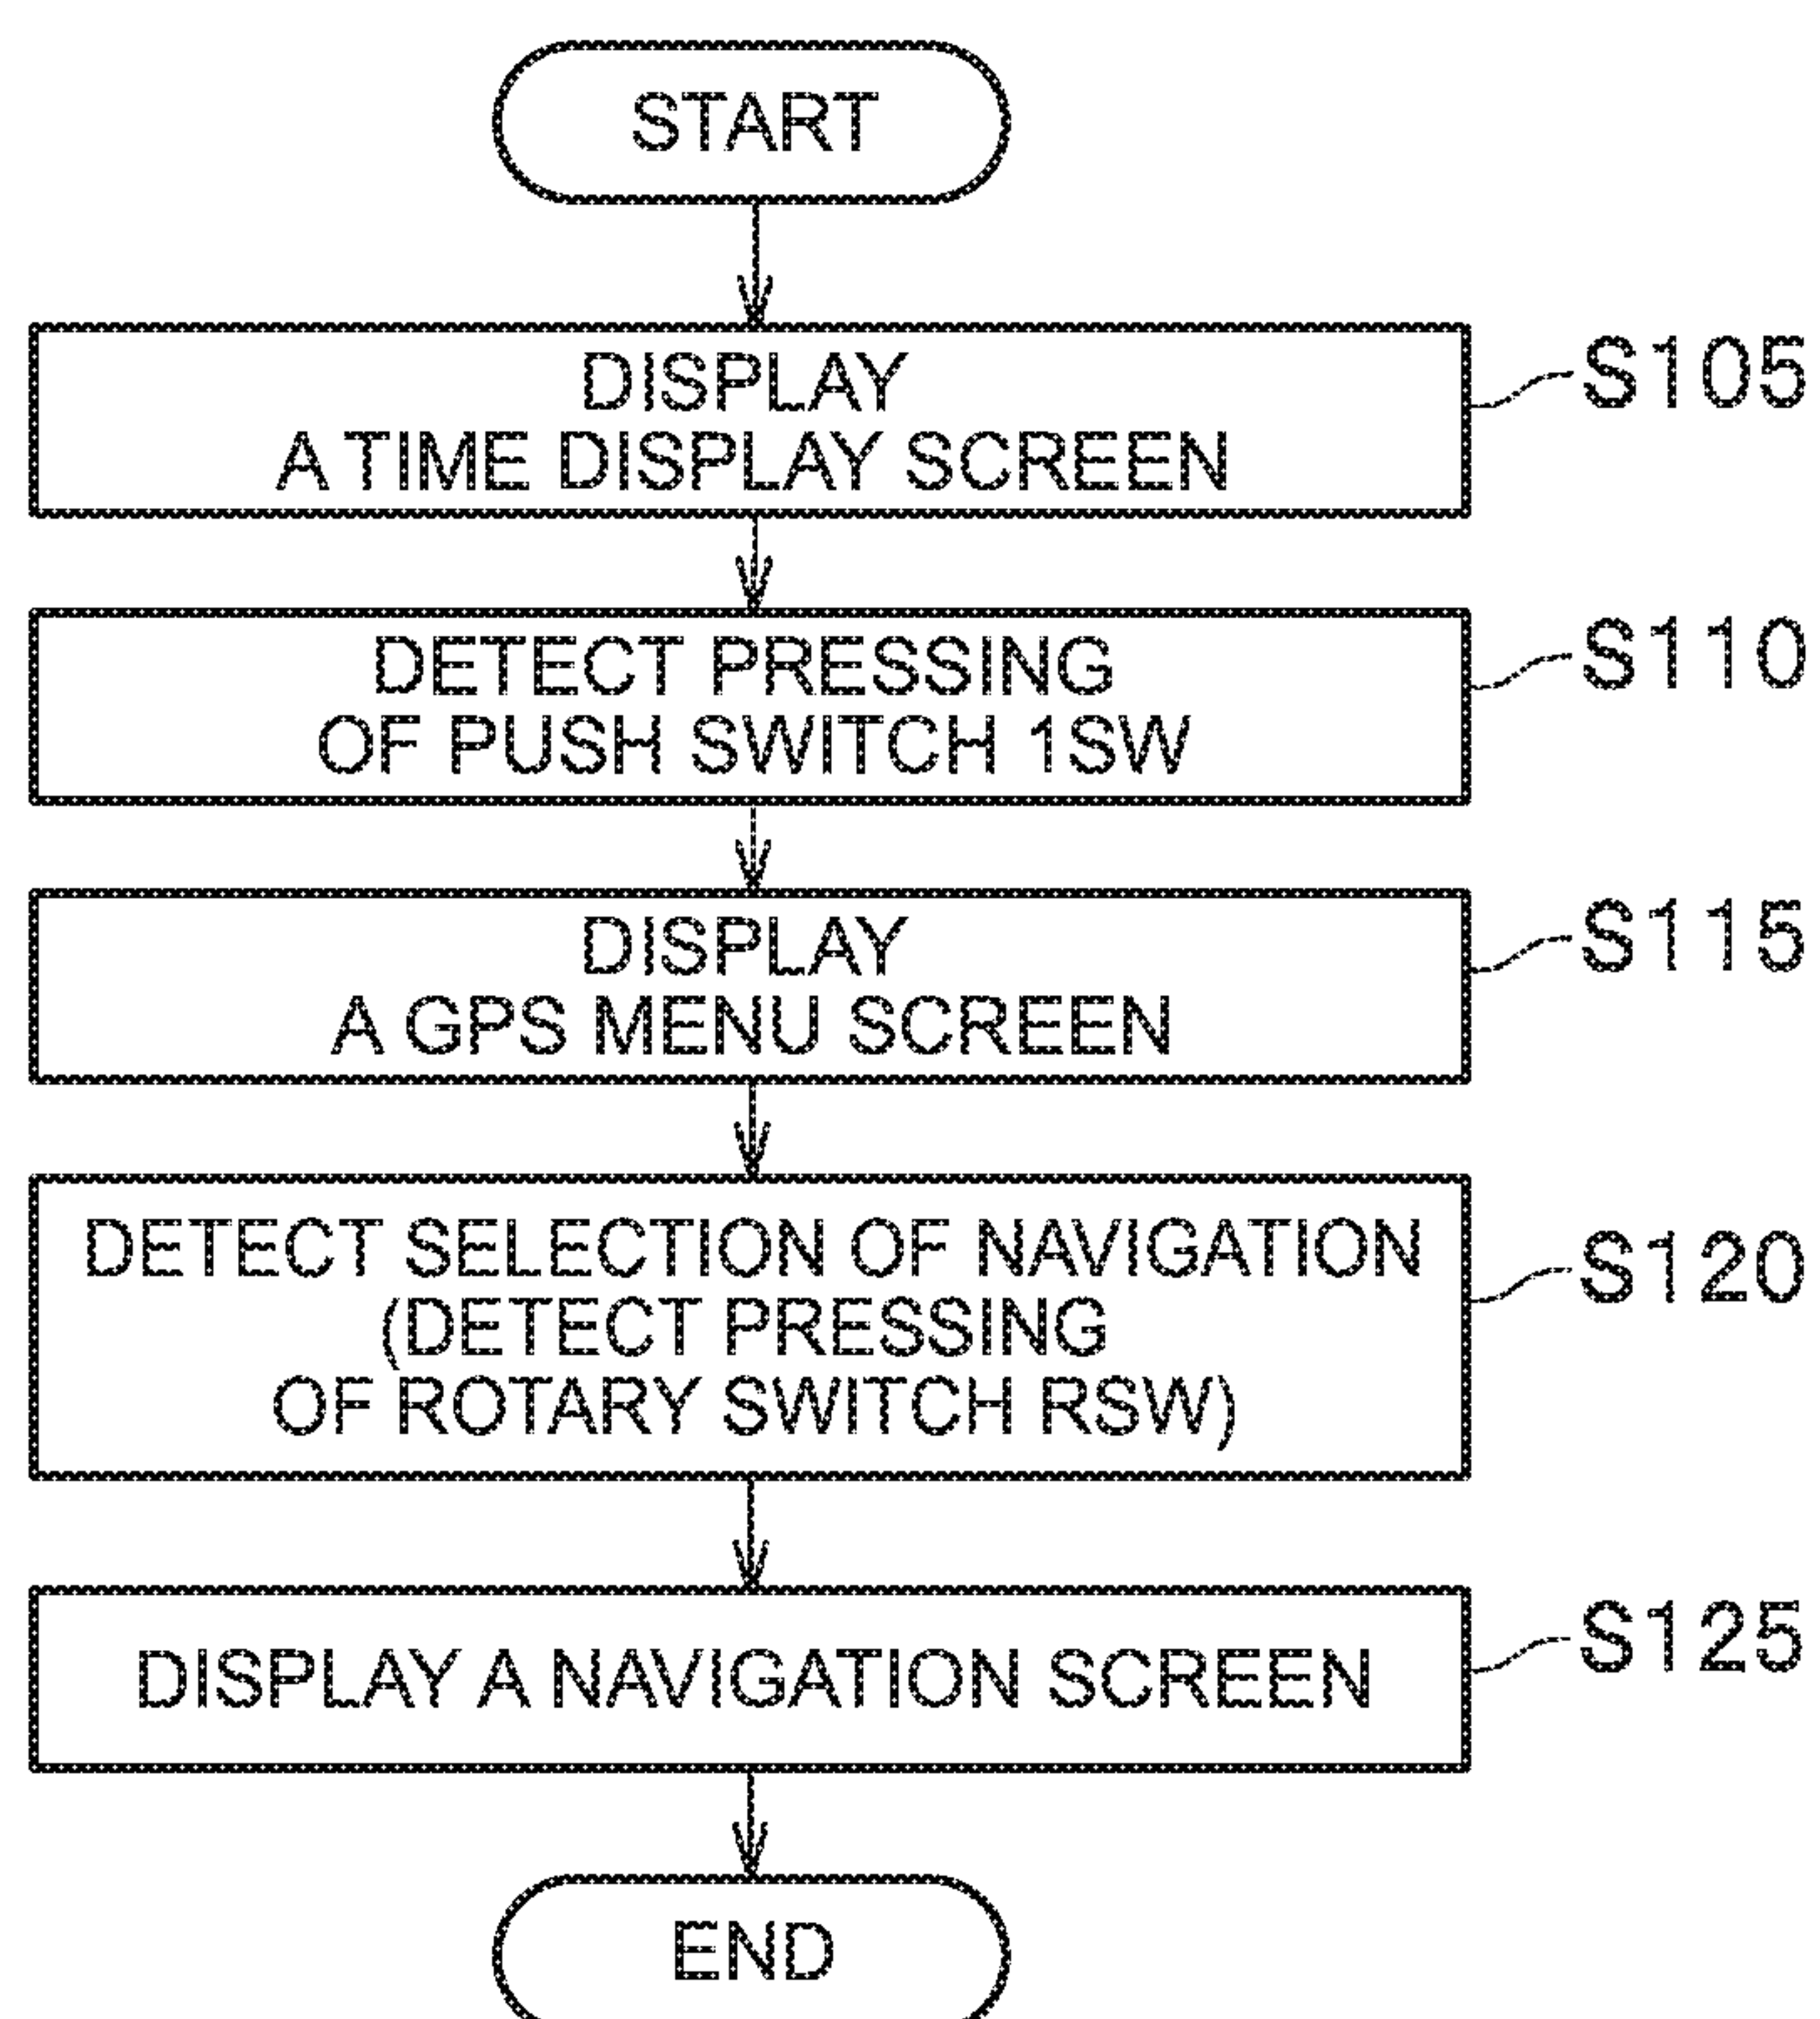 START
DISPLAY
A TIME DISPLAY SCREEN
S105
DETECT PRESSING
OF PUSH SWITCH 1SW
S110
DISPLAY
A GPS MENU SCREEN
S115
DETECT SELECTION OF NAVIGATION
(DETECT PRESSING
OF ROTARY SWITCH RSW)
S120
DISPLAY A NAVIGATION SCREEN
S125
END